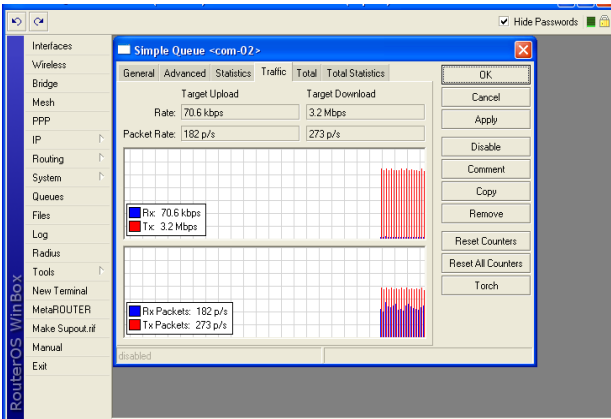 Hide Passwords
Interfaces
Wireless
Bridge
Mesh
PPP
IP
Routing
System
Queues
Files
Log
Radius
Tools
New Terminal
MetaROUTER
Make Supout.rif
Manual
Exit
RouterOS WinBox
Simple Queue <com-02>
General Advanced Statistics Traffic Total Total Statistics
Target Upload Target Download
Rate: 70.6 kbps 3.2 Mbps
Packet Rate: 182 p/s 273 p/s
Rx: 70.6 kbps
Tx: 3.2 Mbps
Rx Packets: 182 p/s
Tx Packets: 273 p/s
disabled
OK
Cancel
Apply
Disable
Comment
Copy
Remove
Reset Counters
Reset All Counters
Torch